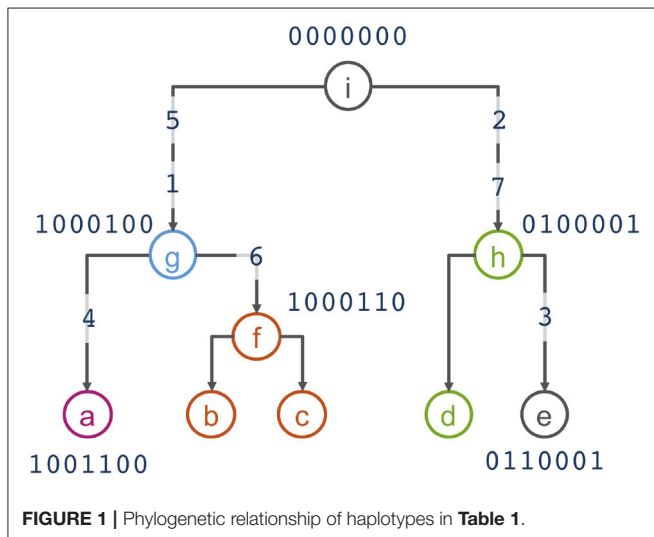 0000000
i
5
2
1
7
1000100
0100001
g
6
h
1000110
4
f
3
a
b
c
d
e
1001100
0110001
FIGURE 1 | Phylogenetic relationship of haplotypes in Table 1.